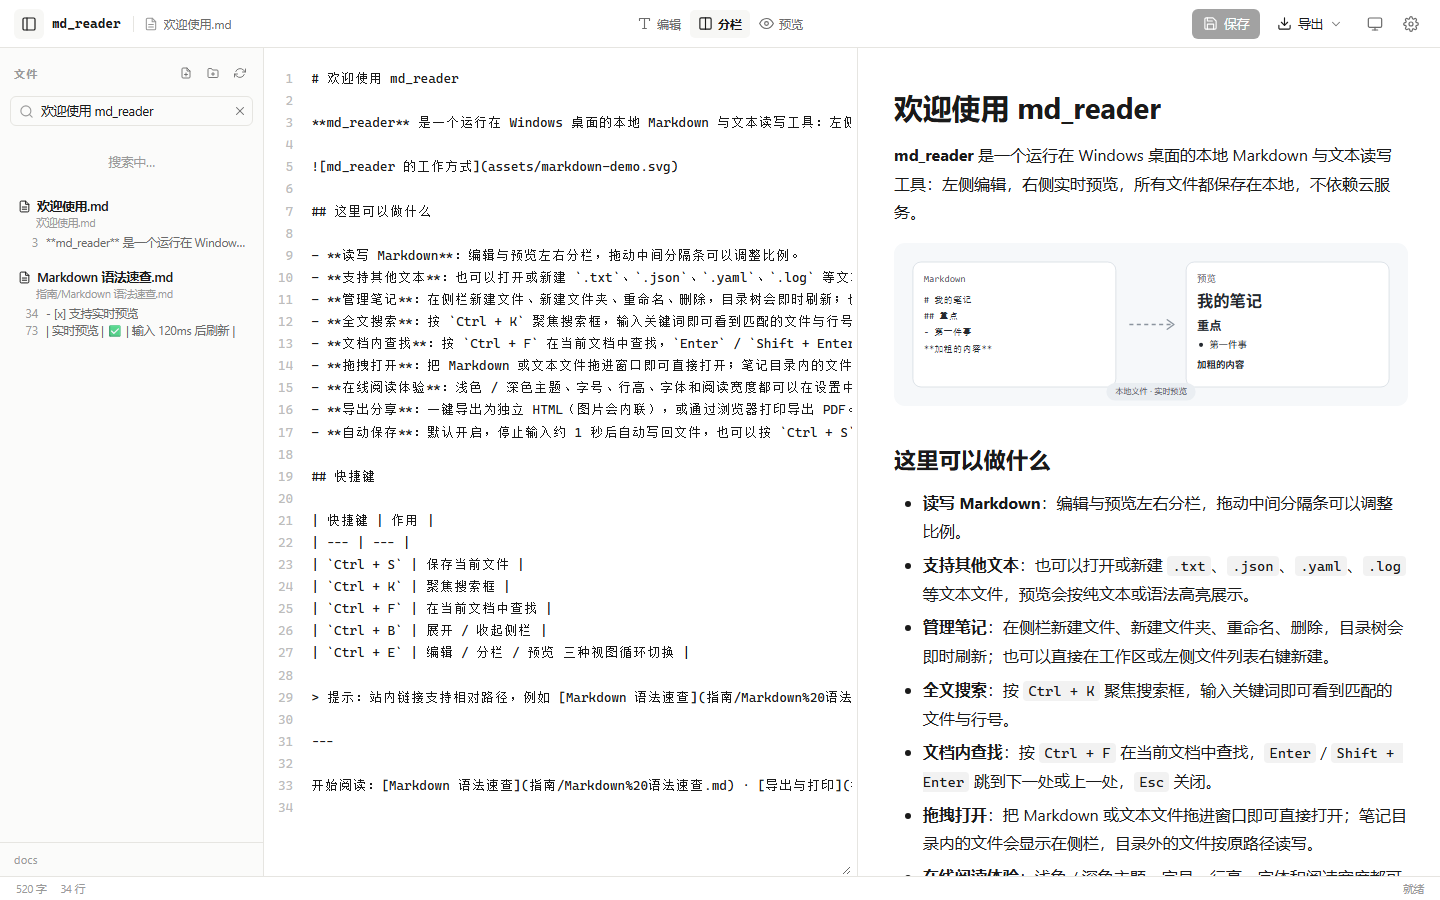 md_reader
欢迎使用.md
编辑
分栏
预览
保存
导出
文件
欢迎使用 md_reader
搜索中...
欢迎使用.md
欢迎使用.md
3 **md_reader** 是一个运行在 Window...
Markdown 语法速查.md
指南/Markdown 语法速查.md
34 - [x] 支持实时预览
73 | 实时预览 | ✅ | 输入 120ms 后刷新 |
docs
520 字 34 行
1 # 欢迎使用 md_reader
2
3 **md_reader** 是一个运行在 Windows 桌面的本地 Markdown 与文本读写工具：左侧
4
5 ![md_reader 的工作方式](assets/markdown-demo.svg)
6
7 ## 这里可以做什么
8
9 - **读写 Markdown**：编辑与预览左右分栏，拖动中间分隔条可以调整比例。
10 - **支持其他文本**：也可以打开或新建 `.txt`、`.json`、`.yaml`、`.log` 等文
11 - **管理笔记**：在侧栏新建文件、新建文件夹、重命名、删除，目录树会即时刷新；
12 - **全文搜索**：按 `Ctrl + K` 聚焦搜索框，输入关键词即可看到匹配的文件与行号
13 - **文档内查找**：按 `Ctrl + F` 在当前文档中查找，`Enter` / `Shift + Enter
14 - **拖拽打开**：把 Markdown 或文本文件拖进窗口即可直接打开；笔记目录内的文件
15 - **在线阅读体验**：浅色 / 深色主题、字号、行高、字体和阅读宽度都可以在设置中
16 - **导出分享**：一键导出为独立 HTML（图片会内联），或通过浏览器打印导出 PDF。
17 - **自动保存**：默认开启，停止输入约 1 秒后自动写回文件，也可以按 `Ctrl + S`
18
19 ## 快捷键
20
21 | 快捷键 | 作用 |
22 | --- | --- |
23 | `Ctrl + S` | 保存当前文件 |
24 | `Ctrl + K` | 聚焦搜索框 |
25 | `Ctrl + F` | 在当前文档中查找 |
26 | `Ctrl + B` | 展开 / 收起侧栏 |
27 | `Ctrl + E` | 编辑 / 分栏 / 预览 三种视图循环切换 |
28
29 > 提示：站内链接支持相对路径，例如 [Markdown 语法速查](指南/Markdown%20语法
30
31 ---
32
33 开始阅读：[Markdown 语法速查](指南/Markdown%20语法速查.md) · [导出与打印](
34
欢迎使用 md_reader
md_reader 是一个运行在 Windows 桌面的本地 Markdown 与文本读写
工具：左侧编辑，右侧实时预览，所有文件都保存在本地，不依赖云服
务。
Markdown
# 我的笔记
## 重点
- 第一件事
**加粗的内容**
预览
我的笔记
重点
• 第一件事
加粗的内容
本地文件 · 实时预览
这里可以做什么
• 读写 Markdown：编辑与预览左右分栏，拖动中间分隔条可以调整
比例。
• 支持其他文本：也可以打开或新建 .txt、.json、.yaml、.log
等文本文件，预览会按纯文本或语法高亮展示。
• 管理笔记：在侧栏新建文件、新建文件夹、重命名、删除，目录树会
即时刷新；也可以直接在工作区或左侧文件列表右键新建。
• 全文搜索：按 Ctrl + K 聚焦搜索框，输入关键词即可看到匹配的
文件与行号。
• 文档内查找：按 Ctrl + F 在当前文档中查找，Enter / Shift +
Enter 跳到下一处或上一处，Esc 关闭。
• 拖拽打开：把 Markdown 或文本文件拖进窗口即可直接打开；笔记目
录内的文件会显示在侧栏，目录外的文件按原路径读写。
• 在线阅读体验：浅色 / 深色主题、字号、行高、字体和阅读宽度都可
就绪